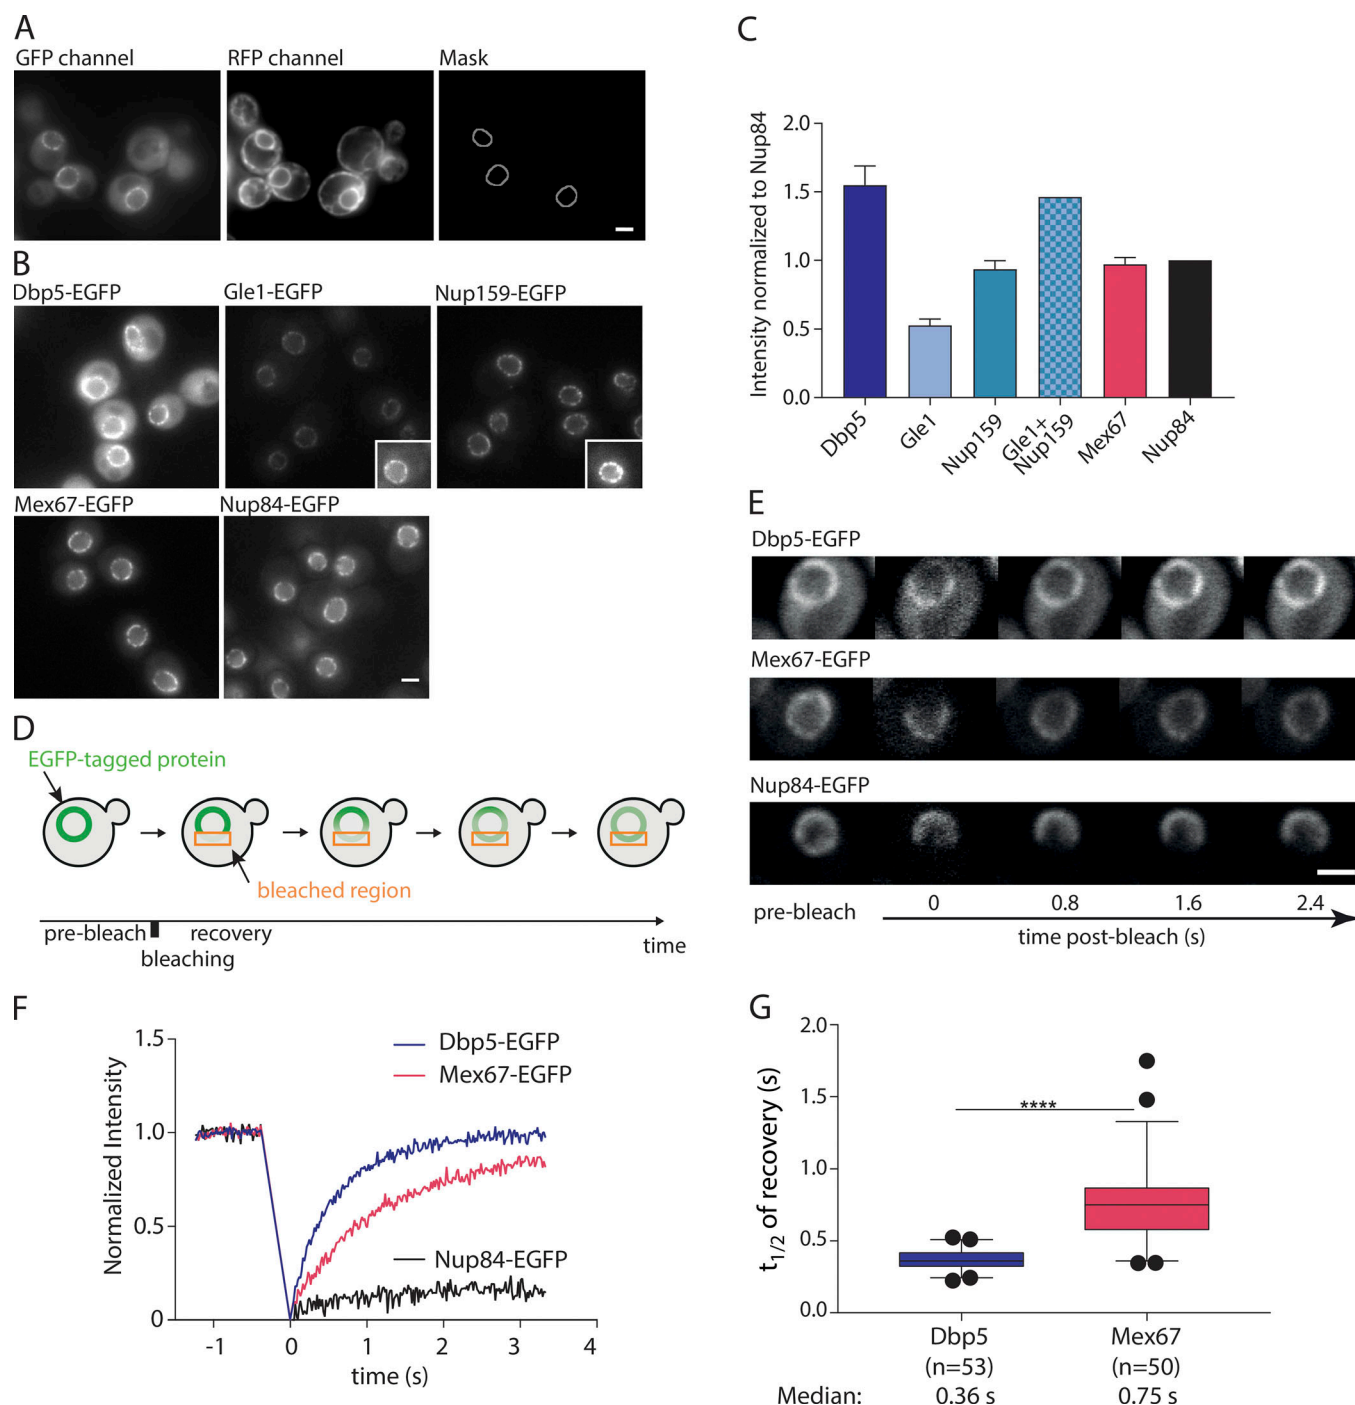 A
GFP channel
RFP channel
Mask
B
Dbp5-EGFP
Gle1-EGFP
Nup159-EGFP
Mex67-EGFP
Nup84-EGFP
C
Intensity normalized to Nup84
2.0
1.5
1.0
0.5
0.0
Dbp5
Gle1
Nup159
Gle1+
Nup159
Mex67
Nup84
D
EGFP-tagged protein
bleached region
pre-bleach
recovery
bleaching
time
E
Dbp5-EGFP
Mex67-EGFP
Nup84-EGFP
pre-bleach
0 0.8 1.6 2.4
time post-bleach (s)
F
Normalized Intensity
1.5
1.0
0.5
0
Dbp5-EGFP
Mex67-EGFP
Nup84-EGFP
-1 0 1 2 3 4
time (s)
G
t1/2 of recovery (s)
2.0
1.5
1.0
0.5
0.0
****
Dbp5 Mex67
(n=53) (n=50)
Median: 0.36 s 0.75 s